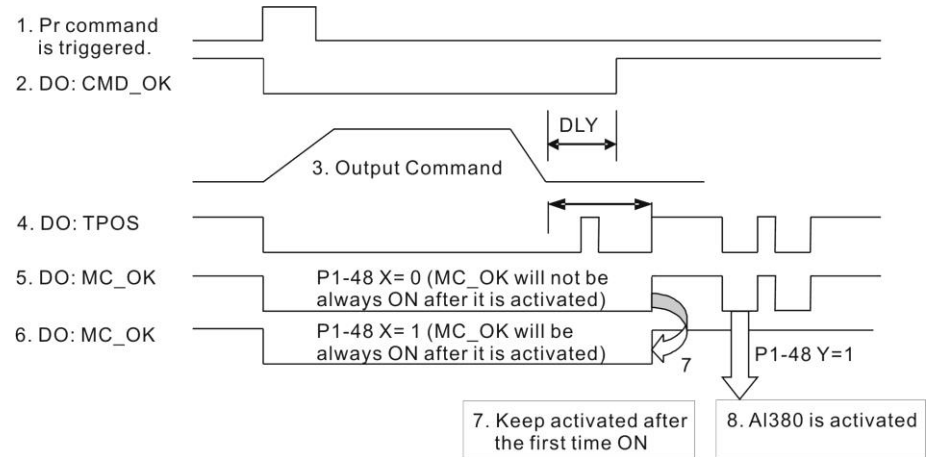 1. Pr command
is triggered.
2. DO: CMD_OK
DLY
3. Output Command
4. DO: TPOS
5. DO: MC_OK
P1-48 X= 0 (MC_OK will not be
always ON after it is activated)
6. DO: MC_OK
P1-48 X= 1 (MC_OK will be
always ON after it is activated)
7
P1-48 Y=1
7. Keep activated after
the first time ON
8. Al380 is activated